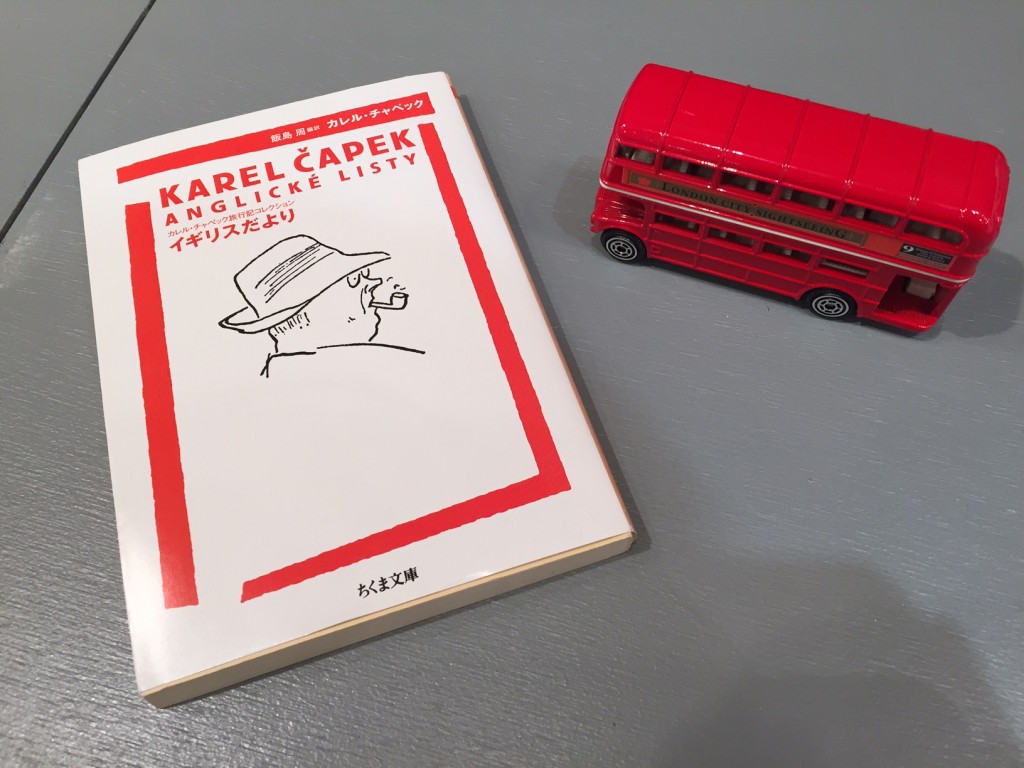 飯島 周 編訳 カレル・チャペック
KAREL ČAPEK
ANGLICKÉ LISTY
カレル・チャペック旅行記コレクション
イギリスだより
ちくま文庫
LONDON CITY SIGHTSEEING
9